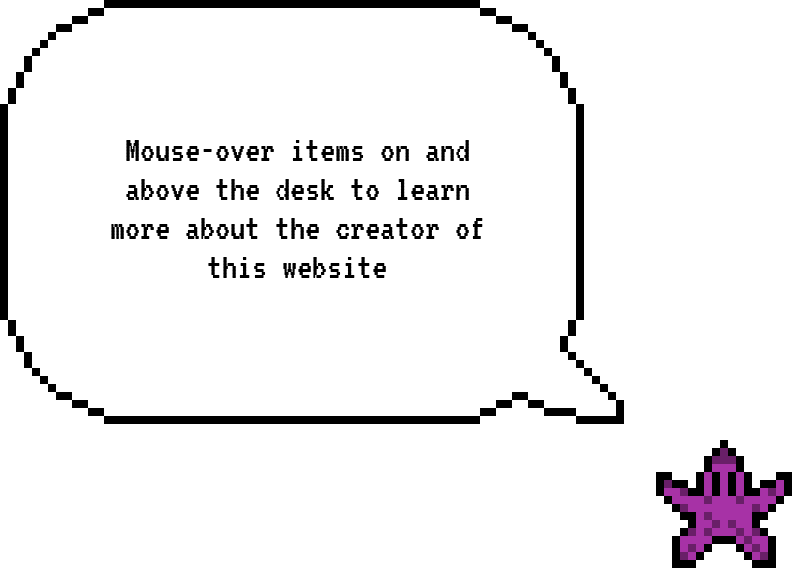 Mouse-over items on and
above the desk to learn
more about the creator of
this website